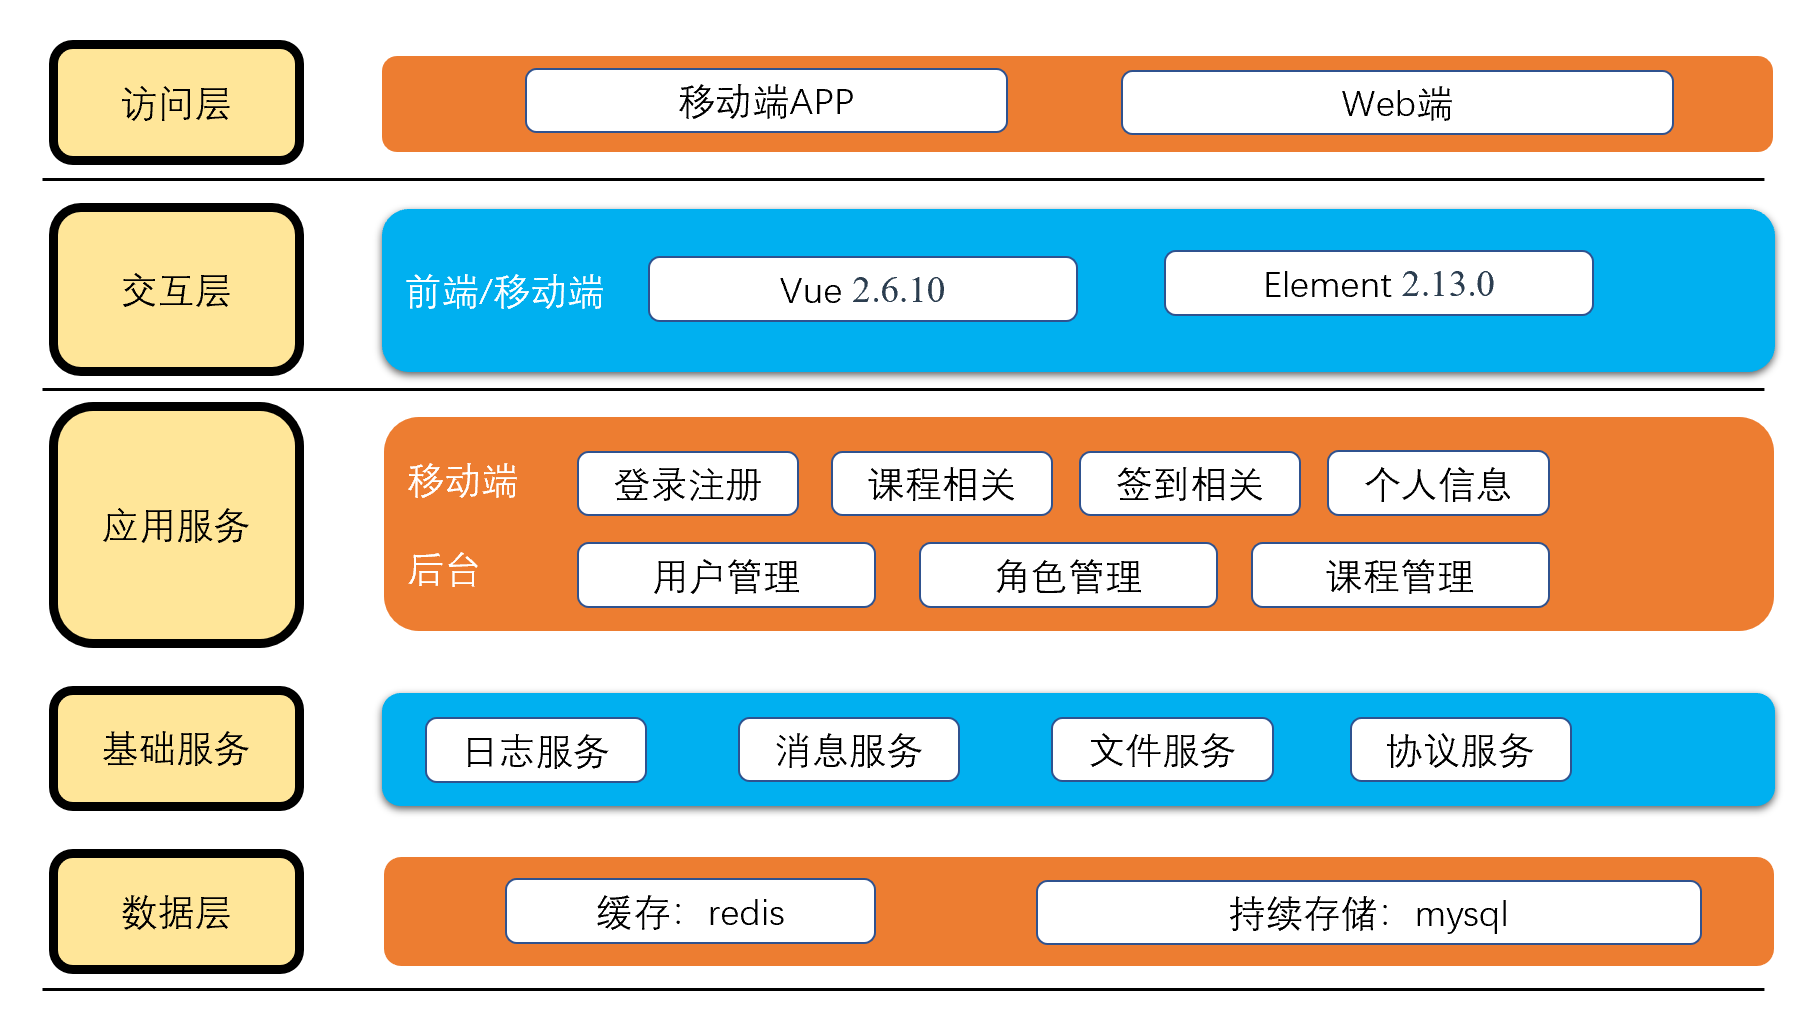 访问层
移动端APP
Web端
交互层
前端/移动端
Vue 2.6.10
Element 2.13.0
应用服务
移动端
登录注册
课程相关
签到相关
个人信息
后台
用户管理
角色管理
课程管理
基础服务
日志服务
消息服务
文件服务
协议服务
数据层
缓存：redis
持续存储：mysql